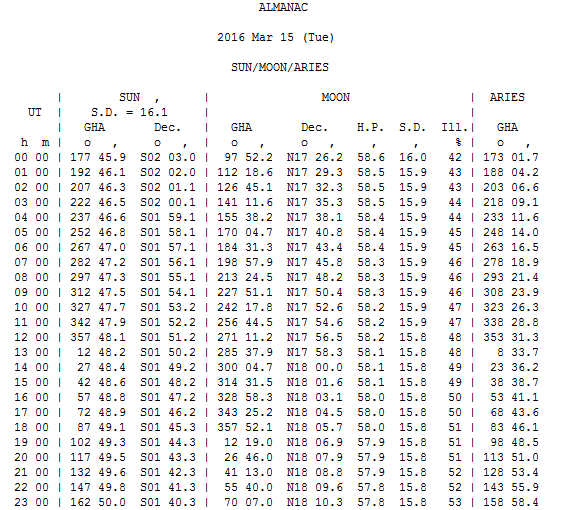 ALMANAC
2016 Mar 15 (Tue)
SUN/MOON/ARIES
| SUN , | MOON | ARIES
UT | S.D. = 16.1 | |
| GHA Dec. | GHA Dec. H.P. S.D. Ill.| GHA
h m| o , o , | o , o , , , %| o ,
00 00 | 177 45.9 S02 03.0 | 97 52.2 N17 26.2 58.6 16.0 42 | 173 01.7
01 00 | 192 46.1 S02 02.0 | 112 18.6 N17 29.3 58.5 15.9 43 | 188 04.2
02 00 | 207 46.3 S02 01.1 | 126 45.1 N17 32.3 58.5 15.9 43 | 203 06.6
03 00 | 222 46.5 S02 00.1 | 141 11.6 N17 35.3 58.5 15.9 44 | 218 09.1
04 00 | 237 46.6 S01 59.1 | 155 38.2 N17 38.1 58.4 15.9 44 | 233 11.6
05 00 | 252 46.8 S01 58.1 | 170 04.7 N17 40.8 58.4 15.9 45 | 248 14.0
06 00 | 267 47.0 S01 57.1 | 184 31.3 N17 43.4 58.4 15.9 45 | 263 16.5
07 00 | 282 47.2 S01 56.1 | 198 57.9 N17 45.8 58.3 15.9 46 | 278 18.9
08 00 | 297 47.3 S01 55.1 | 213 24.5 N17 48.2 58.3 15.9 46 | 293 21.4
09 00 | 312 47.5 S01 54.1 | 227 51.1 N17 50.4 58.3 15.9 46 | 308 23.9
10 00 | 327 47.7 S01 53.2 | 242 17.8 N17 52.6 58.2 15.9 47 | 323 26.3
11 00 | 342 47.9 S01 52.2 | 256 44.5 N17 54.6 58.2 15.9 47 | 338 28.8
12 00 | 357 48.1 S01 51.2 | 271 11.2 N17 56.5 58.2 15.8 48 | 353 31.3
13 00 | 12 48.2 S01 50.2 | 285 37.9 N17 58.3 58.1 15.8 48 | 8 33.7
14 00 | 27 48.4 S01 49.2 | 300 04.7 N18 00.0 58.1 15.8 49 | 23 36.2
15 00 | 42 48.6 S01 48.2 | 314 31.5 N18 01.6 58.1 15.8 49 | 38 38.7
16 00 | 57 48.8 S01 47.2 | 328 58.3 N18 03.1 58.0 15.8 50 | 53 41.1
17 00 | 72 48.9 S01 46.2 | 343 25.2 N18 04.5 58.0 15.8 50 | 68 43.6
18 00 | 87 49.1 S01 45.3 | 357 52.1 N18 05.7 58.0 15.8 51 | 83 46.1
19 00 | 102 49.3 S01 44.3 | 12 19.0 N18 06.9 57.9 15.8 51 | 98 48.5
20 00 | 117 49.5 S01 43.3 | 26 46.0 N18 07.9 57.9 15.8 51 | 113 51.0
21 00 | 132 49.6 S01 42.3 | 41 13.0 N18 08.8 57.9 15.8 52 | 128 53.4
22 00 | 147 49.8 S01 41.3 | 55 40.0 N18 09.6 57.8 15.8 52 | 143 55.9
23 00 | 162 50.0 S01 40.3 | 70 07.0 N18 10.3 57.8 15.8 53 | 158 58.4